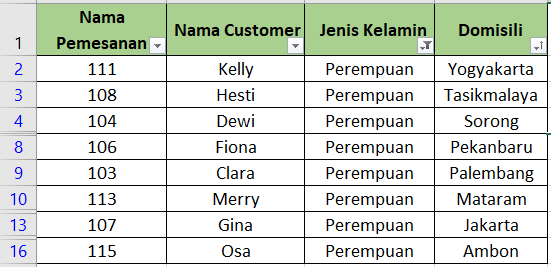 1 Nama Pemesanan Nama Customer Jenis Kelamin Domisili
2 111 Kelly Perempuan Yogyakarta
3 108 Hesti Perempuan Tasikmalaya
4 104 Dewi Perempuan Sorong
8 106 Fiona Perempuan Pekanbaru
9 103 Clara Perempuan Palembang
10 113 Merry Perempuan Mataram
13 107 Gina Perempuan Jakarta
16 115 Osa Perempuan Ambon